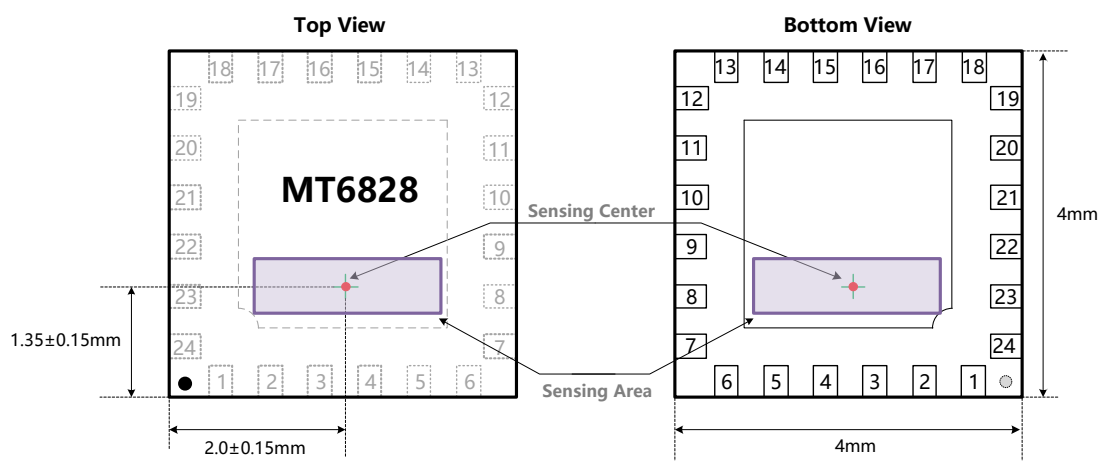 Top View
Bottom View
18 17 16 15 14 13
13 14 15 16 17 18
19 12
12 19
20 11
11 20
MT6828
21 10
10 21
Sensing Center
4mm
22 9
9 22
23 8
8 23
1.35±0.15mm
24 7
7 24
1 2 3 4 5 6
6 5 4 3 2 1
Sensing Area
2.0±0.15mm
4mm